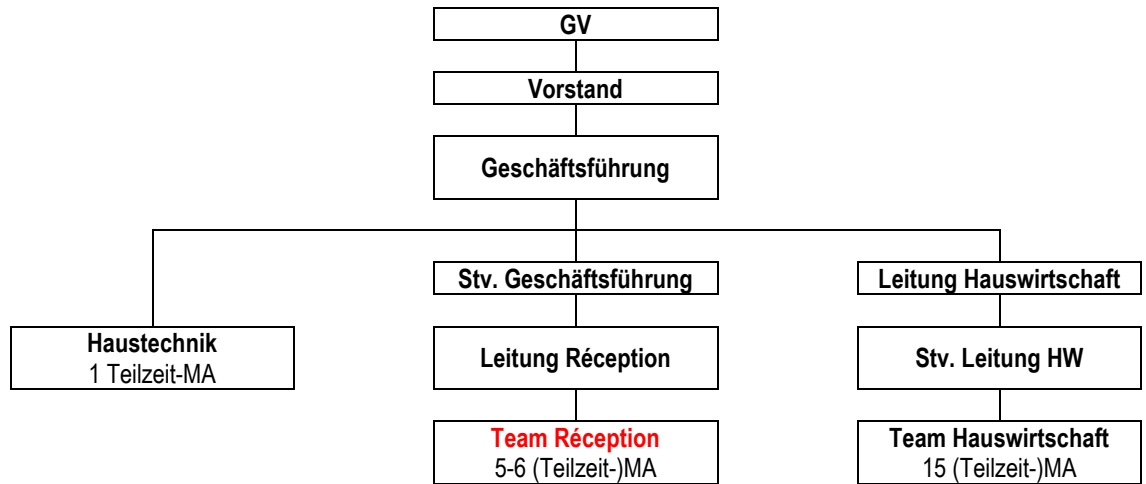 GV
Vorstand
Geschäftsführung
Stv. Geschäftsführung
Leitung Hauswirtschaft
Haustechnik
1 Teilzeit-MA
Leitung Réception
Stv. Leitung HW
Team Réception
5-6 (Teilzeit-)MA
Team Hauswirtschaft
15 (Teilzeit-)MA